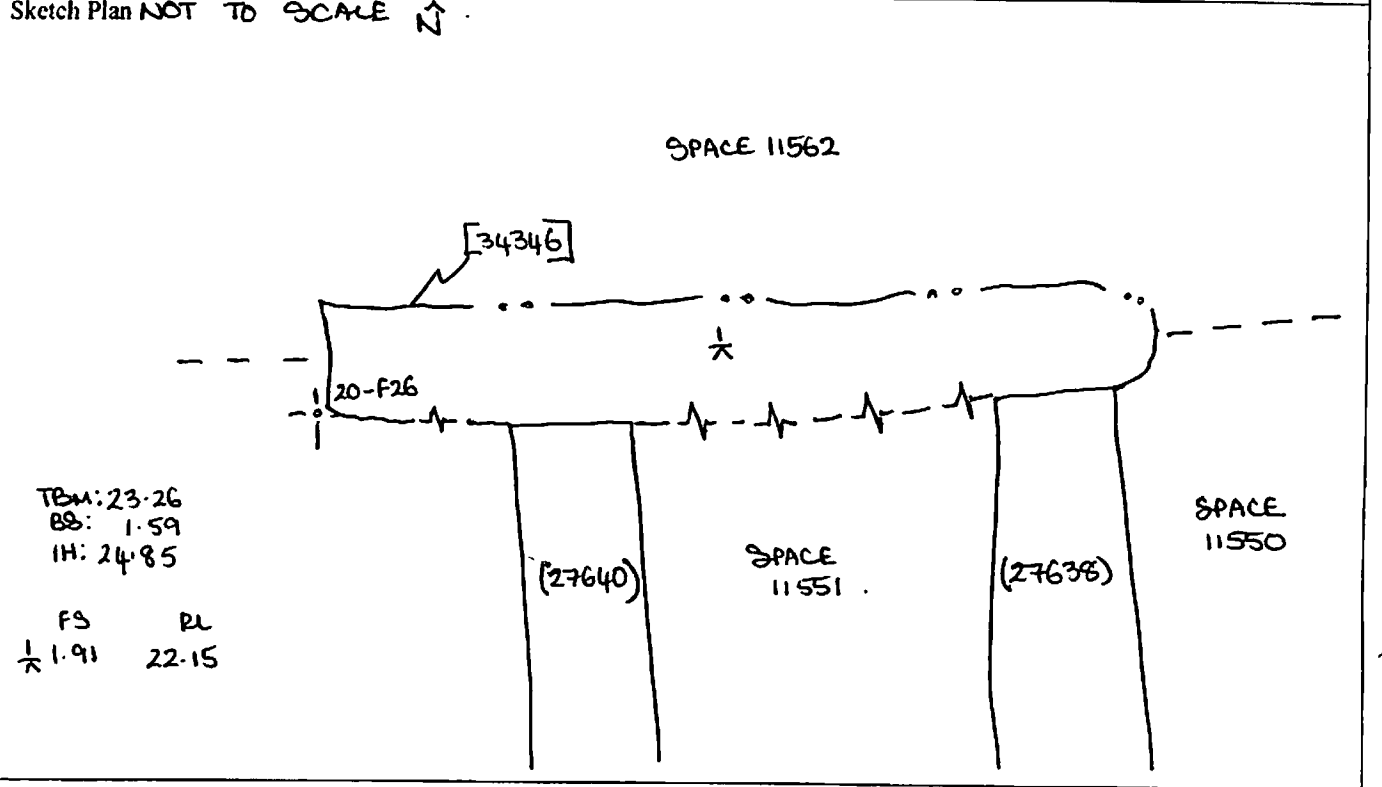 Sketch Plan NOT TO SCALE N
SPACE 11562
[34346]
20-F26
TBM: 23.26
BS: 1.59
IH: 24.85
FS RL
1.91 22.15
(27640)
SPACE
11551.
(27638)
SPACE
11550